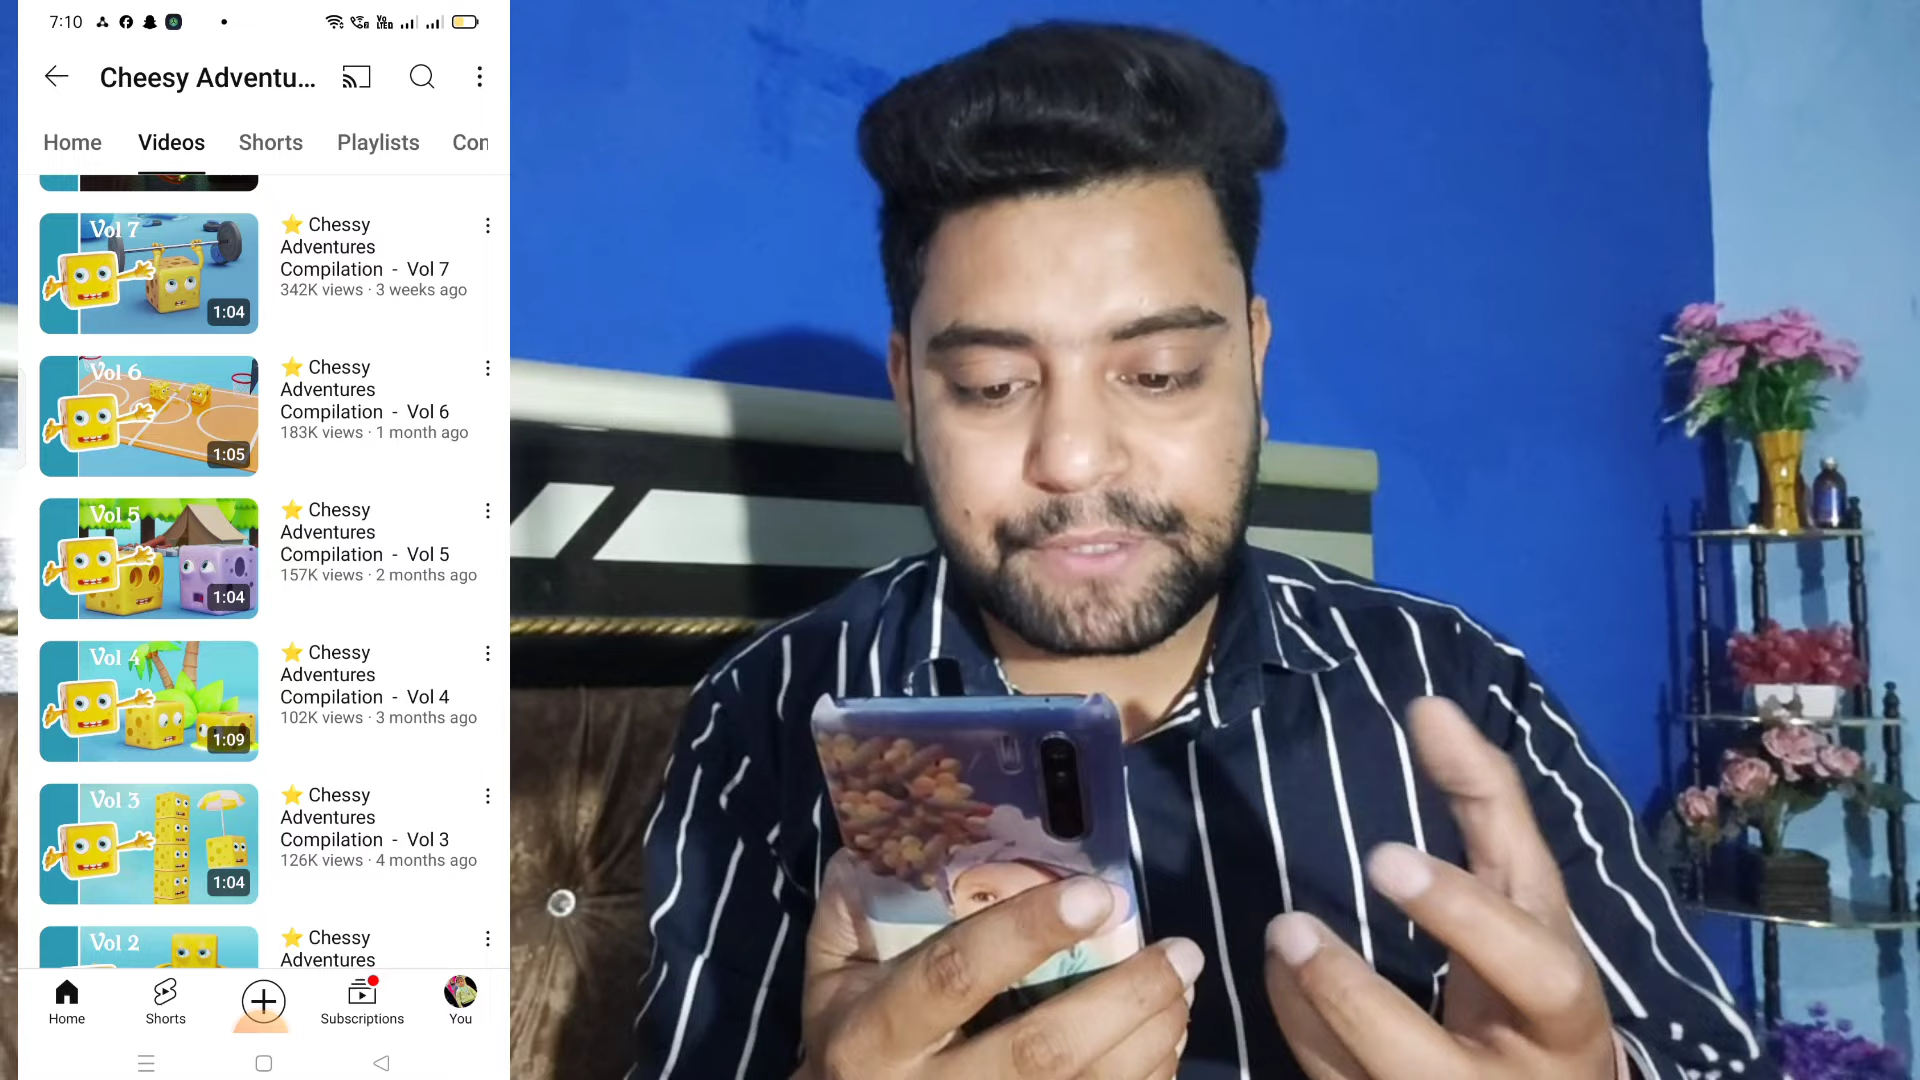 7:10
Vo
LTE
Cheesy Adventu...
Home Videos Shorts Playlists Con
Vol 7
1:04
⭐ Chessy
Adventures
Compilation - Vol 7
342K views · 3 weeks ago
Vol 6
1:05
⭐ Chessy
Adventures
Compilation - Vol 6
183K views · 1 month ago
Vol 5
1:04
⭐ Chessy
Adventures
Compilation - Vol 5
157K views · 2 months ago
Vol 4
1:09
⭐ Chessy
Adventures
Compilation - Vol 4
102K views · 3 months ago
Vol 3
1:04
⭐ Chessy
Adventures
Compilation - Vol 3
126K views · 4 months ago
Vol 2
⭐ Chessy
Adventures
Home Shorts Subscriptions You